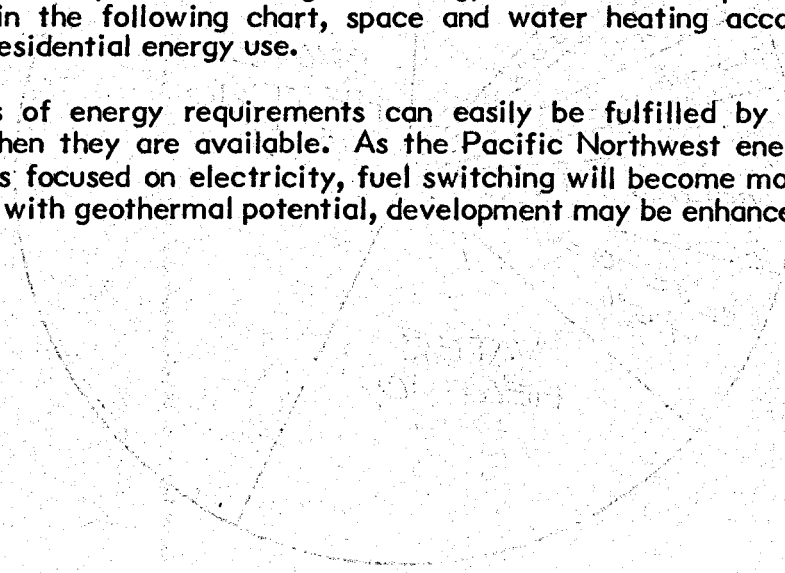 in the following chart, space and water heating acco
esidential energy use.
s of energy requirements can easily be fulfilled by
hen they are available. As the Pacific Northwest ene
s focused on electricity, fuel switching will become mo
with geothermal potential, development may be enhance